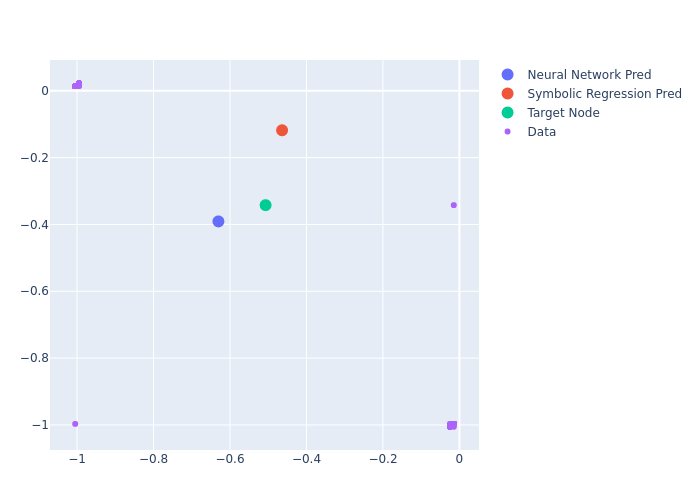 Neural Network Pred
Symbolic Regression Pred
Target Node
Data
0
−0.2
−0.4
−0.6
−0.8
−1
−1 −0.8 −0.6 −0.4 −0.2 0